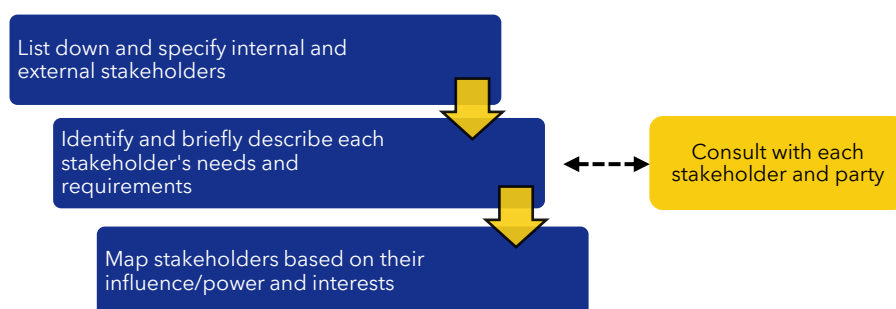 List down and specify internal and
external stakeholders
Identify and briefly describe each
stakeholder's needs and
requirements
Consult with each
stakeholder and party
Map stakeholders based on their
influence/power and interests